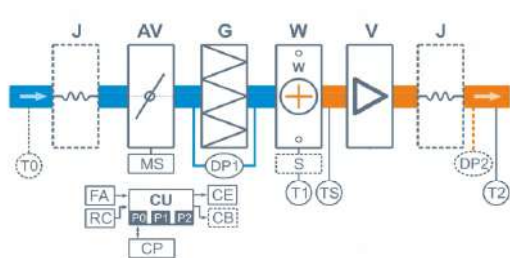 J AV G W V J
W
MS
DP1
S
T0
T1
TS
DP2
T2
FA
CU
CE
RC
P0 P1 P2
CB
CP